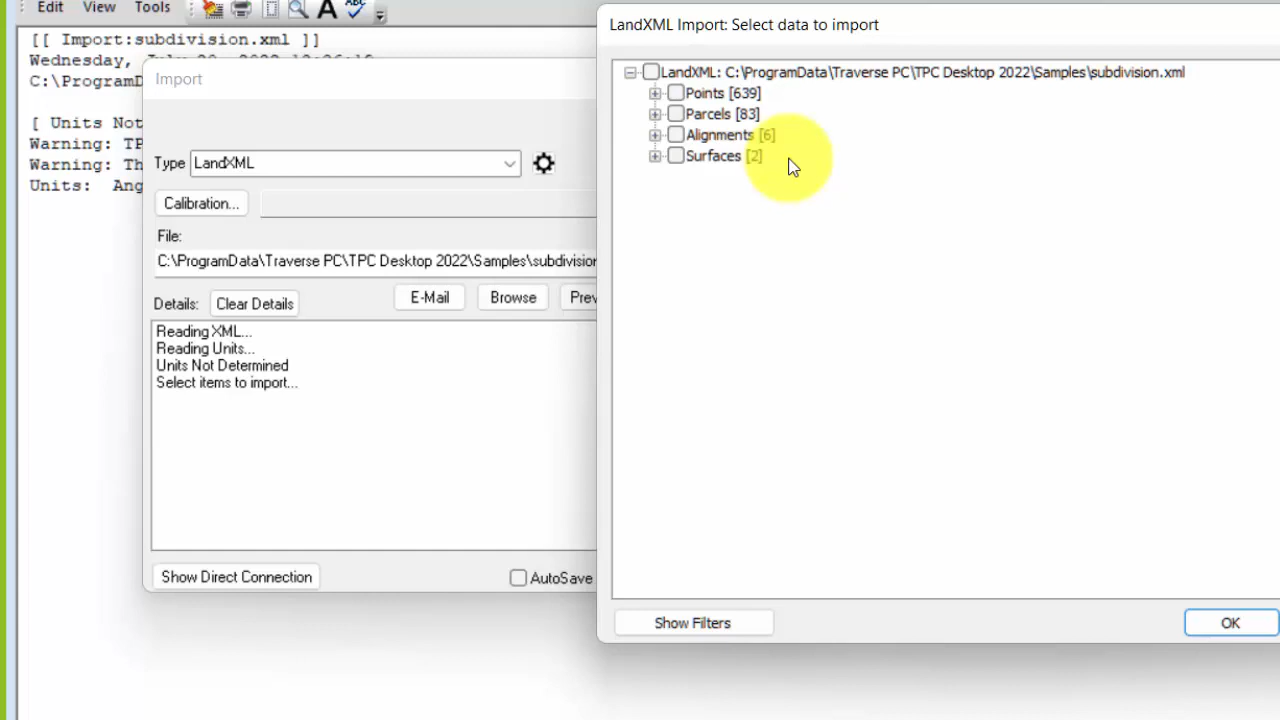 Edit View Tools
[[ Import:subdivision.xml ]]
Wednesday,
C:\ProgramD
[ Units Not
Warning: TP
Warning: Th
Units: Ang
Import
Type LandXML
Calibration...
File:
C:\ProgramData\Traverse PC\TPC Desktop 2022\Samples\subdivision
Details: Clear Details E-Mail Browse Prev
Reading XML...
Reading Units...
Units Not Determined
Select items to import...
Show Direct Connection AutoSave
LandXML Import: Select data to import
LandXML: C:\ProgramData\Traverse PC\TPC Desktop 2022\Samples\subdivision.xml
Points [639]
Parcels [83]
Alignments [6]
Surfaces [2]
Show Filters OK